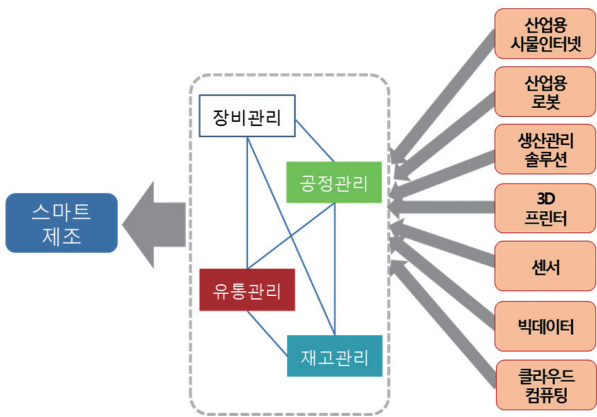 스마트
제조
장비관리
공정관리
유통관리
재고관리
산업용
사물인터넷
산업용
로봇
생산관리
솔루션
3D
프린터
센서
빅데이터
클라우드
컴퓨팅